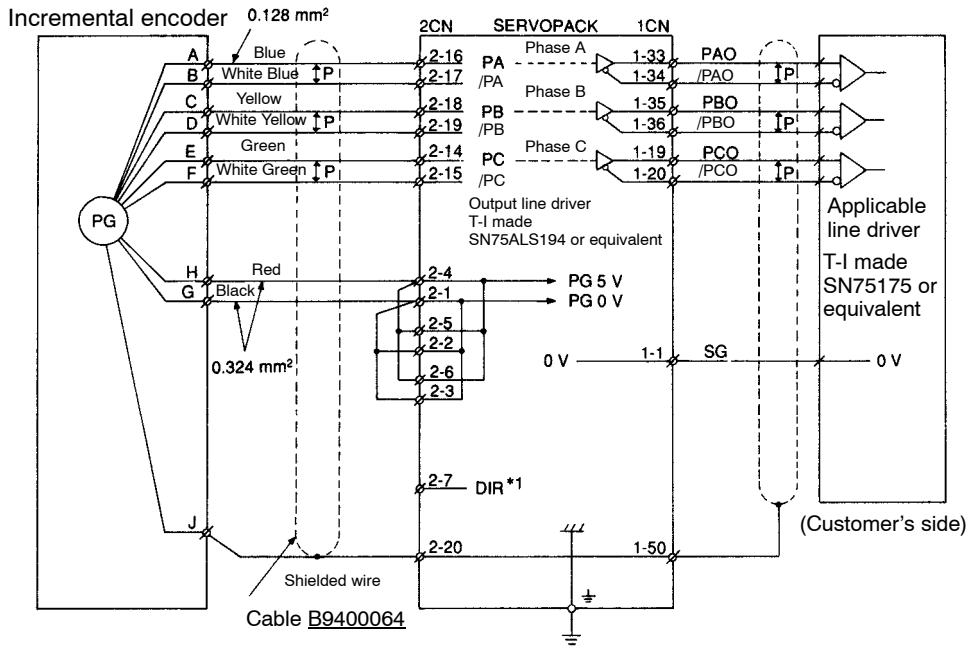 Incremental encoder
0.128 mm²
2CN SERVOPACK 1CN
A Blue 2-16 PA Phase A 1-33 PAO
B White Blue P 2-17 /PA 1-34 /PAO P
C Yellow 2-18 PB Phase B 1-35 PBO
D White Yellow P 2-19 /PB 1-36 /PBO P
E Green 2-14 PC Phase C 1-19 PCO
F White Green P 2-15 /PC 1-20 /PCO P
PG
Output line driver
T-I made
SN75ALS194 or equivalent
Applicable
line driver
T-I made
SN75175 or
equivalent
H Red 2-4 PG 5 V
G Black 2-1 PG 0 V
2-5
2-2
0.324 mm²
2-6
2-3
0 V 1-1 SG 0 V
2-7 DIR *1
J
(Customer's side)
2-20 1-50
Shielded wire
Cable B9400064